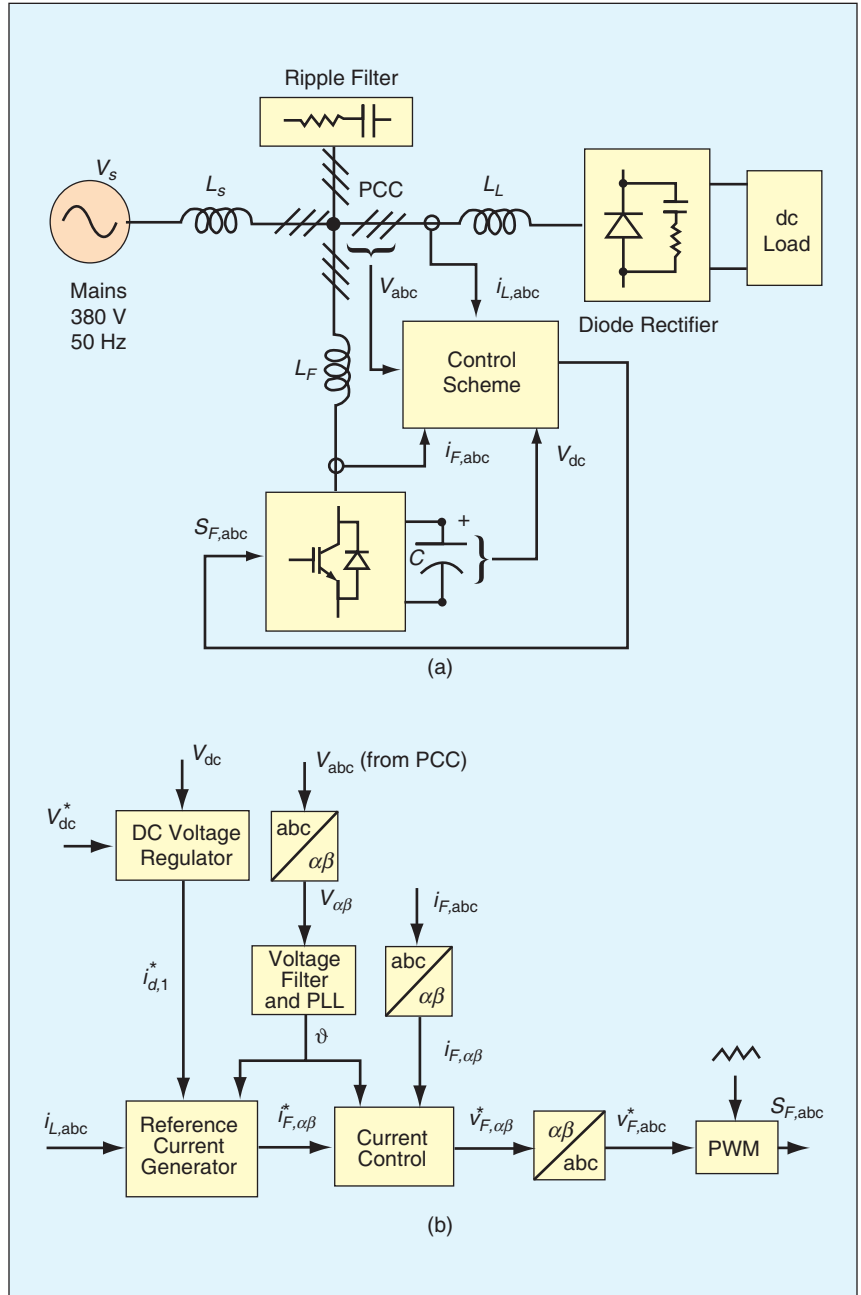 Ripple Filter
V_s
L_s
PCC
L_L
dc
Load
Mains
380 V
50 Hz
V_abc
i_L,abc
Diode Rectifier
L_F
Control
Scheme
i_F,abc
V_dc
S_F,abc
+
C
(a)
V_dc
V_abc (from PCC)
V*_dc
DC Voltage
Regulator
abc
αβ
V_αβ
i_F,abc
i*_d,1
Voltage
Filter
and PLL
abc
αβ
ϑ
i_F,αβ
i_L,abc
Reference
Current
Generator
i*_F,αβ
Current
Control
v*_F,αβ
αβ
abc
v*_F,abc
PWM
S_F,abc
(b)